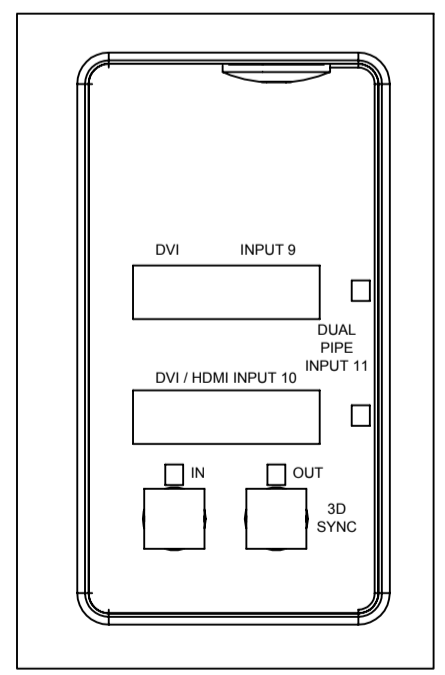 DVI INPUT 9
DUAL
PIPE
INPUT 11
DVI / HDMI INPUT 10
IN OUT
3D
SYNC